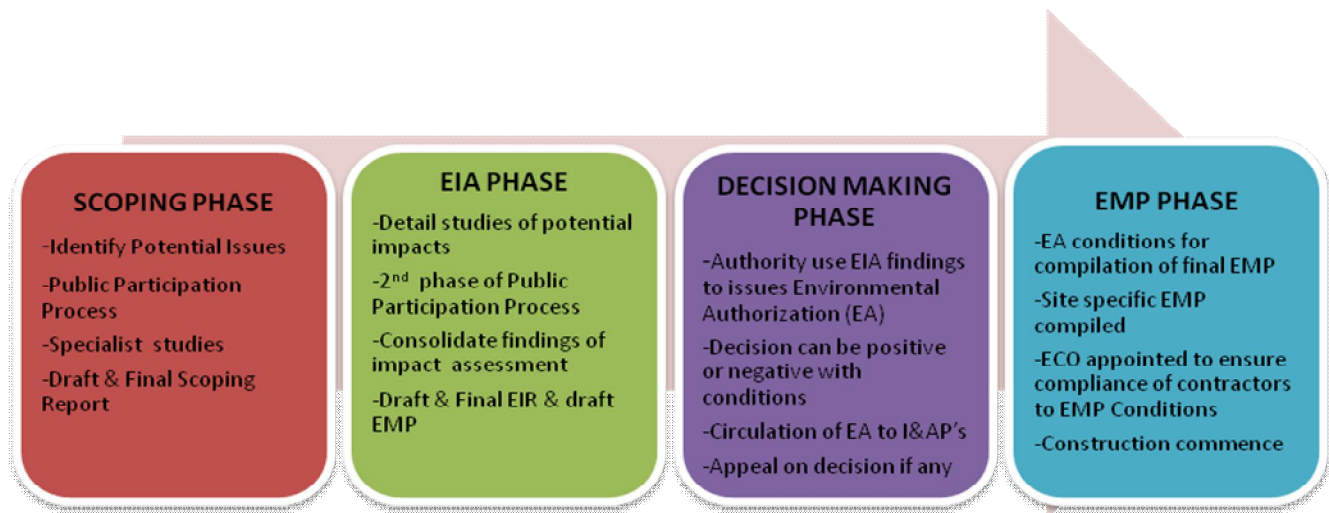 SCOPING PHASE
-Identify Potential Issues
-Public Participation
Process
-Specialist studies
-Draft & Final Scoping
Report
EIA PHASE
-Detail studies of potential
impacts
-2nd phase of Public
Participation Process
-Consolidate findings of
impact assessment
-Draft & Final EIR & draft
EMP
DECISION MAKING
PHASE
-Authority use EIA findings
to issues Environmental
Authorization (EA)
-Decision can be positive
or negative with
conditions
-Circulation of EA to I&AP's
-Appeal on decision if any
EMP PHASE
-EA conditions for
compilation of final EMP
-Site specific EMP
compiled
-ECO appointed to ensure
compliance of contractors
to EMP Conditions
-Construction commence